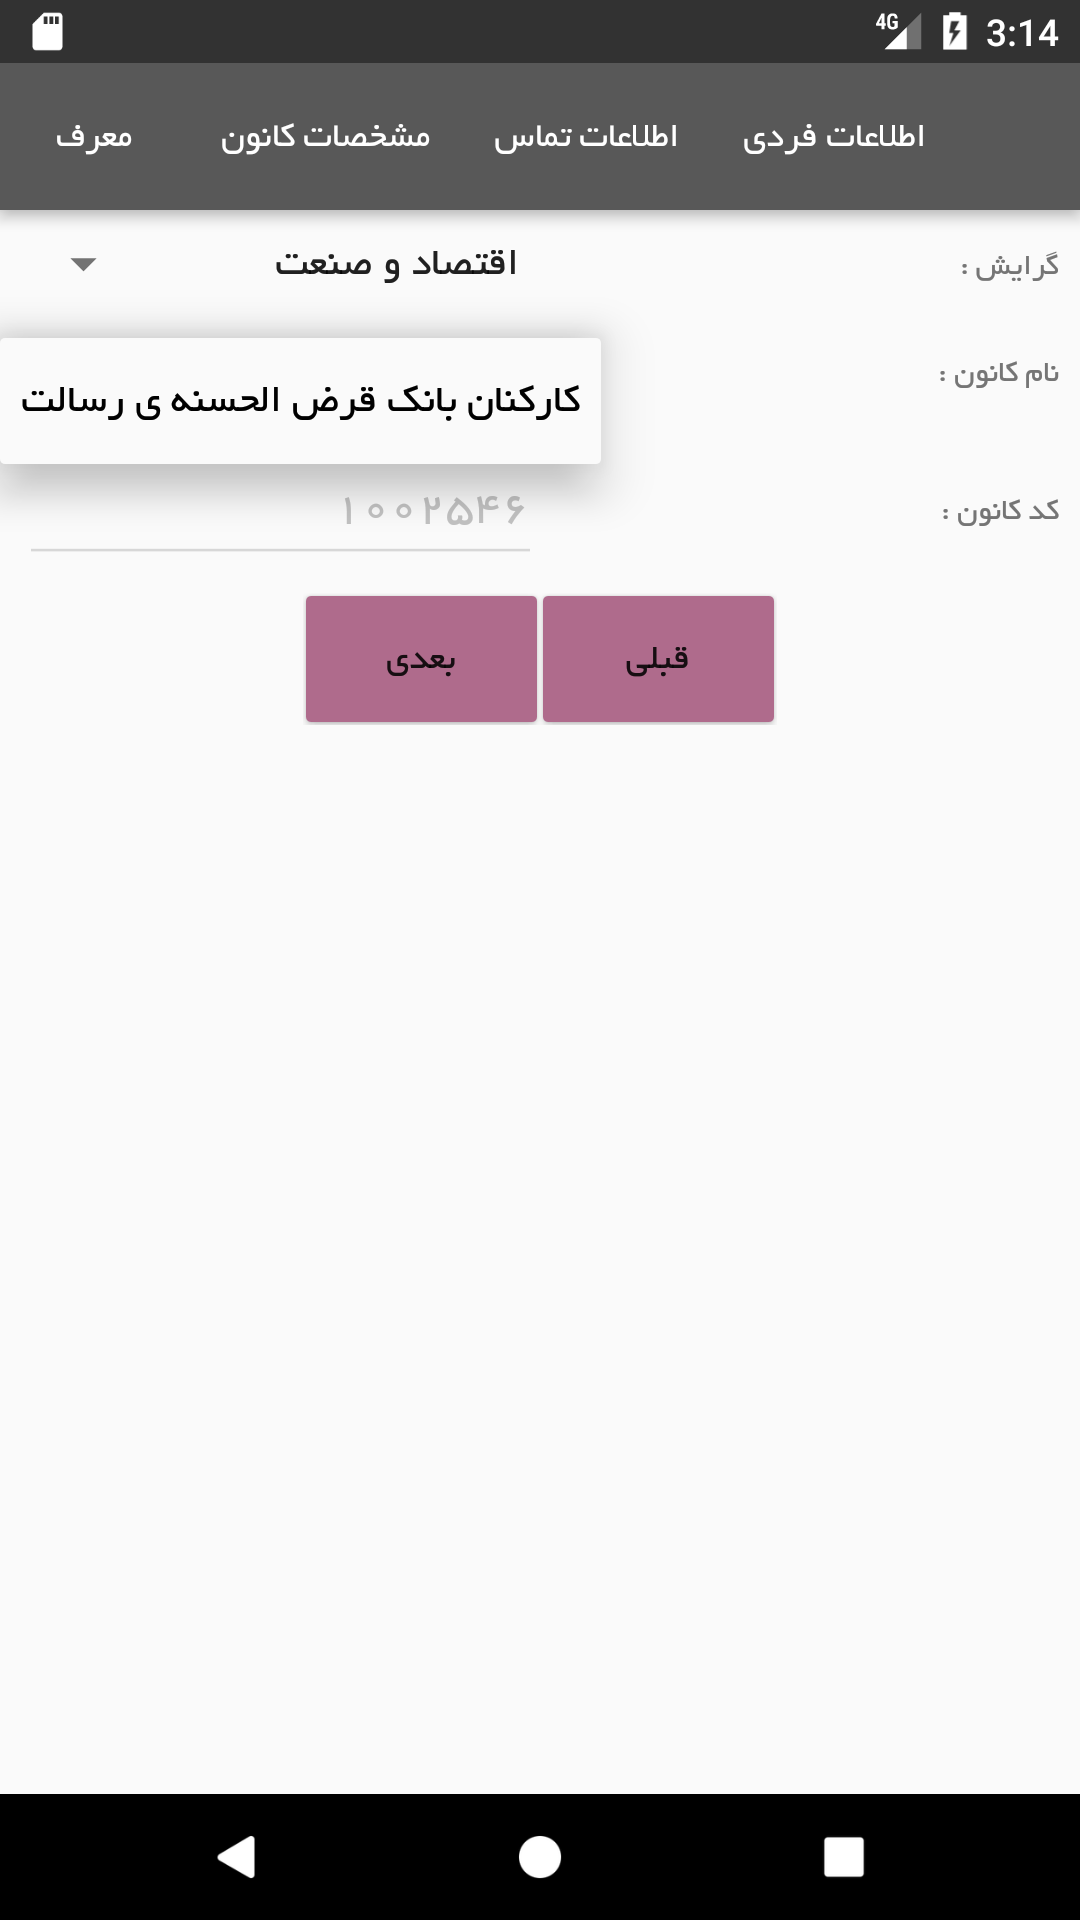 4G 3:14
اطلاعات فردی اطلاعات تماس مشخصات کانون معرف
گرایش : اقتصاد و صنعت
نام کانون : کارکنان بانک قرض الحسنه ی رسالت
کد کانون : ۱۰۰۲۵۴۶
قبلی بعدی